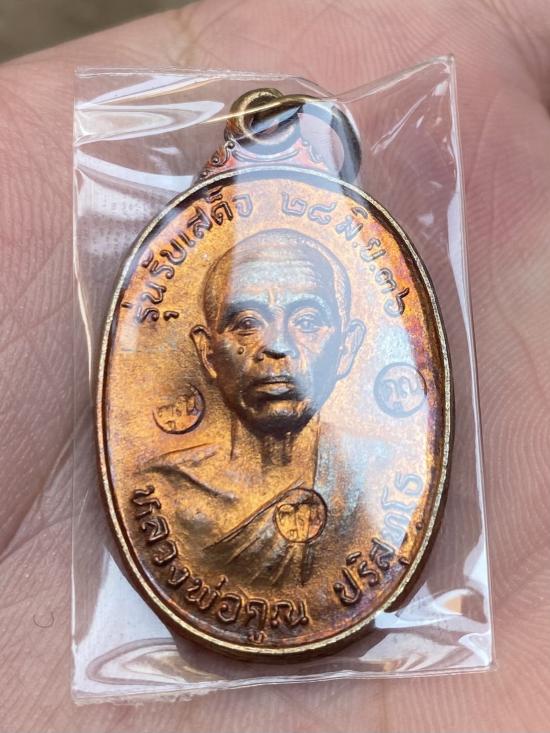 รุ่นรับเสด็จ ๒๘ มิ.ย.๓๖
หลวงพ่อคูณ ปริสุทฺโธ